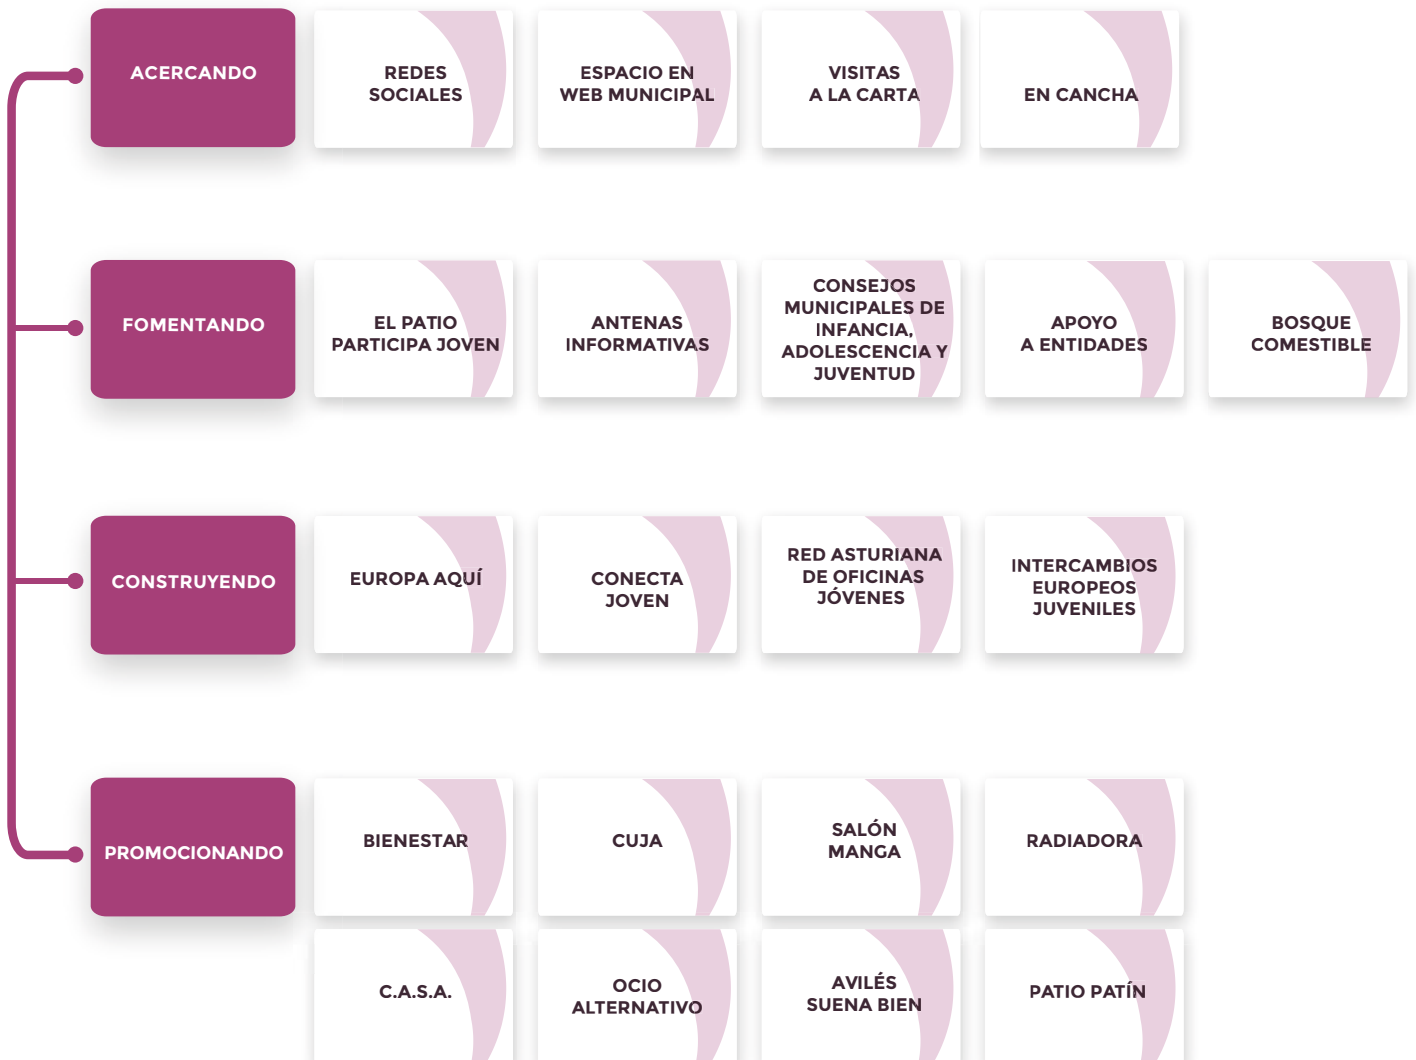 ACERCANDO
REDES
SOCIALES
ESPACIO EN
WEB MUNICIPAL
VISITAS
A LA CARTA
EN CANCHA
FOMENTANDO
EL PATIO
PARTICIPA JOVEN
ANTENAS
INFORMATIVAS
CONSEJOS
MUNICIPALES DE
INFANCIA,
ADOLESCENCIA Y
JUVENTUD
APOYO
A ENTIDADES
BOSQUE
COMESTIBLE
CONSTRUYENDO
EUROPA AQUÍ
CONECTA
JOVEN
RED ASTURIANA
DE OFICINAS
JÓVENES
INTERCAMBIOS
EUROPEOS
JUVENILES
PROMOCIONANDO
BIENESTAR
CUJA
SALÓN
MANGA
RADIADORA
C.A.S.A.
OCIO
ALTERNATIVO
AVILÉS
SUENA BIEN
PATIO PATÍN